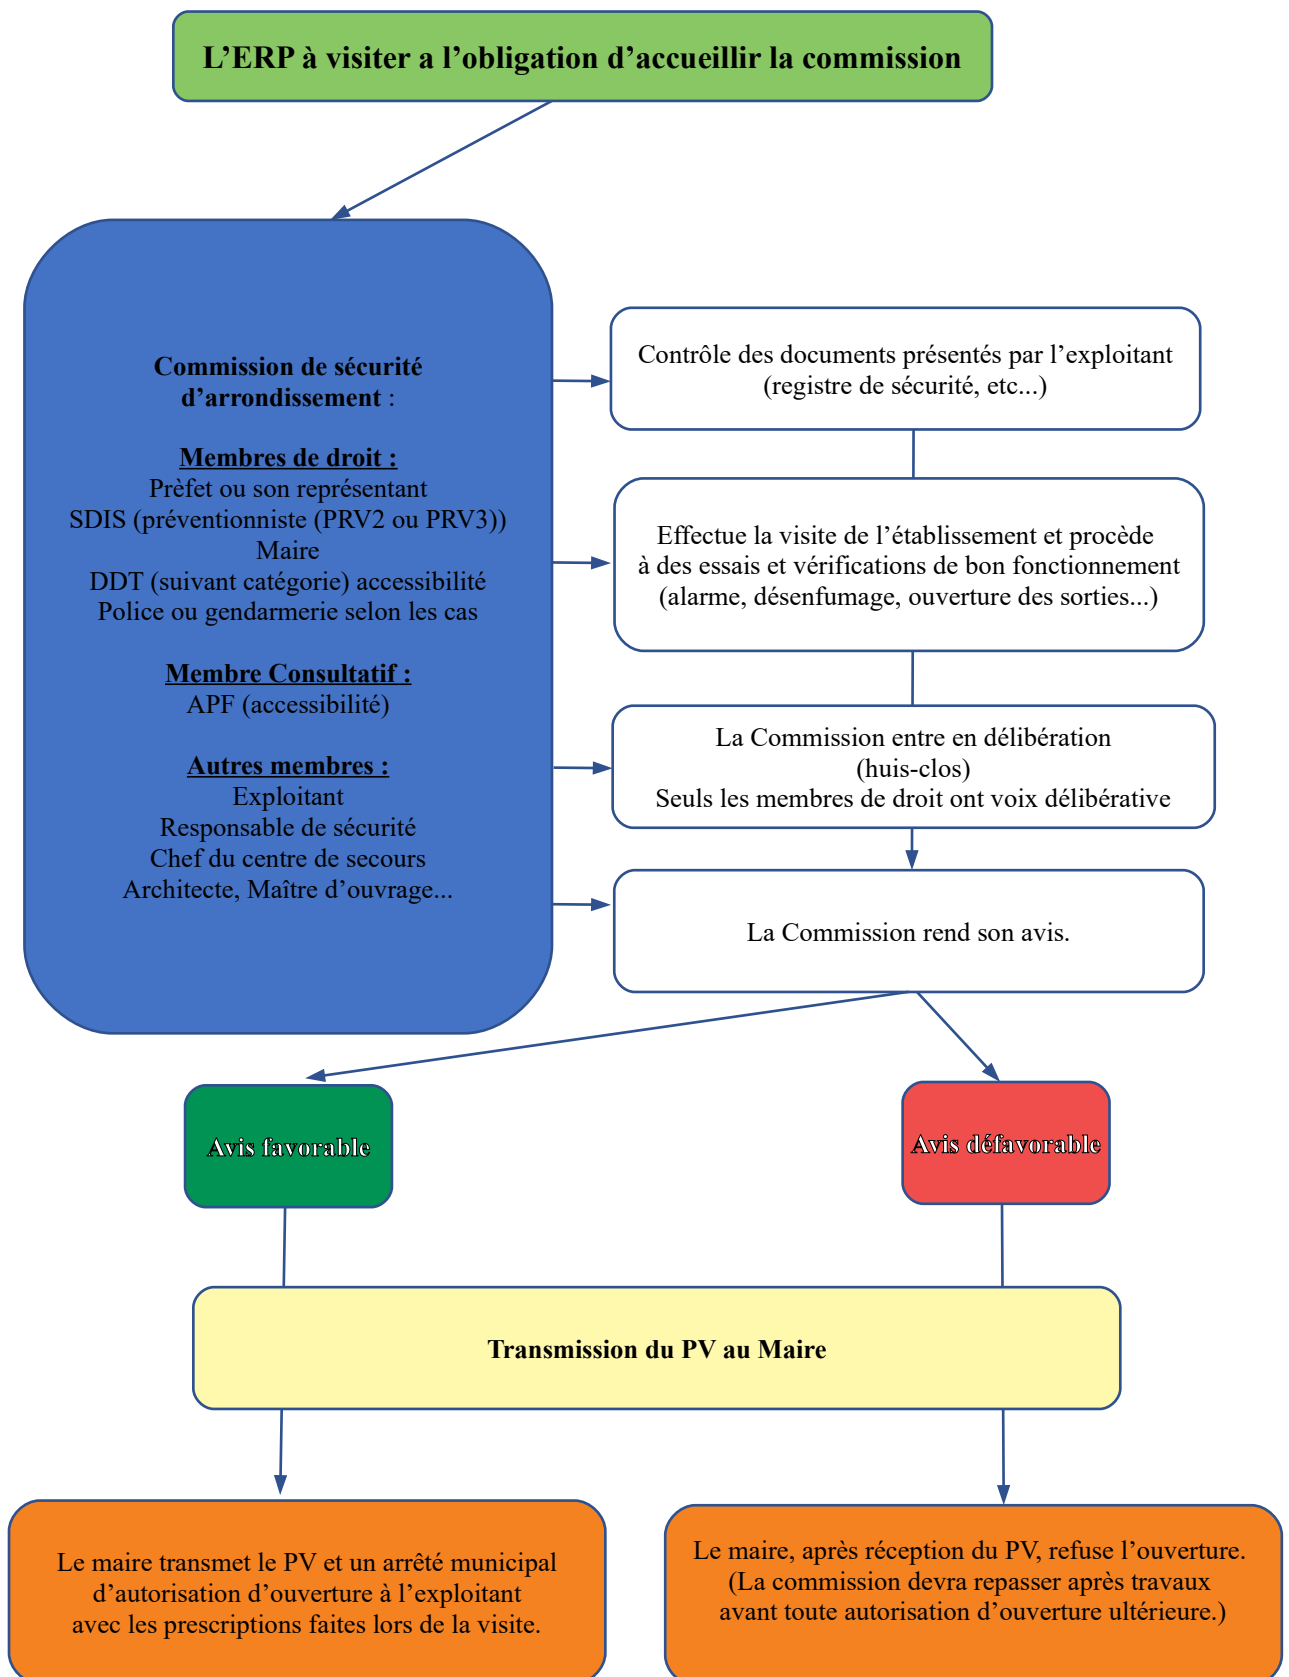 L’ERP à visiter a l’obligation d’accueillir la commission
Commission de sécurité
d’arrondissement :
Membres de droit :
Prèfet ou son représentant
SDIS (préventionniste (PRV2 ou PRV3))
Maire
DDT (suivant catégorie) accessibilité
Police ou gendarmerie selon les cas
Membre Consultatif :
APF (accessibilité)
Autres membres :
Exploitant
Responsable de sécurité
Chef du centre de secours
Architecte, Maître d’ouvrage...
Contrôle des documents présentés par l’exploitant
(registre de sécurité, etc...)
Effectue la visite de l’établissement et procède
à des essais et vérifications de bon fonctionnement
(alarme, désenfumage, ouverture des sorties...)
La Commission entre en délibération
(huis-clos)
Seuls les membres de droit ont voix délibérative
La Commission rend son avis.
Avis favorable
Avis défavorable
Transmission du PV au Maire
Le maire transmet le PV et un arrêté municipal
d’autorisation d’ouverture à l’exploitant
avec les prescriptions faites lors de la visite.
Le maire, après réception du PV, refuse l’ouverture.
(La commission devra repasser après travaux
avant toute autorisation d’ouverture ultérieure.)